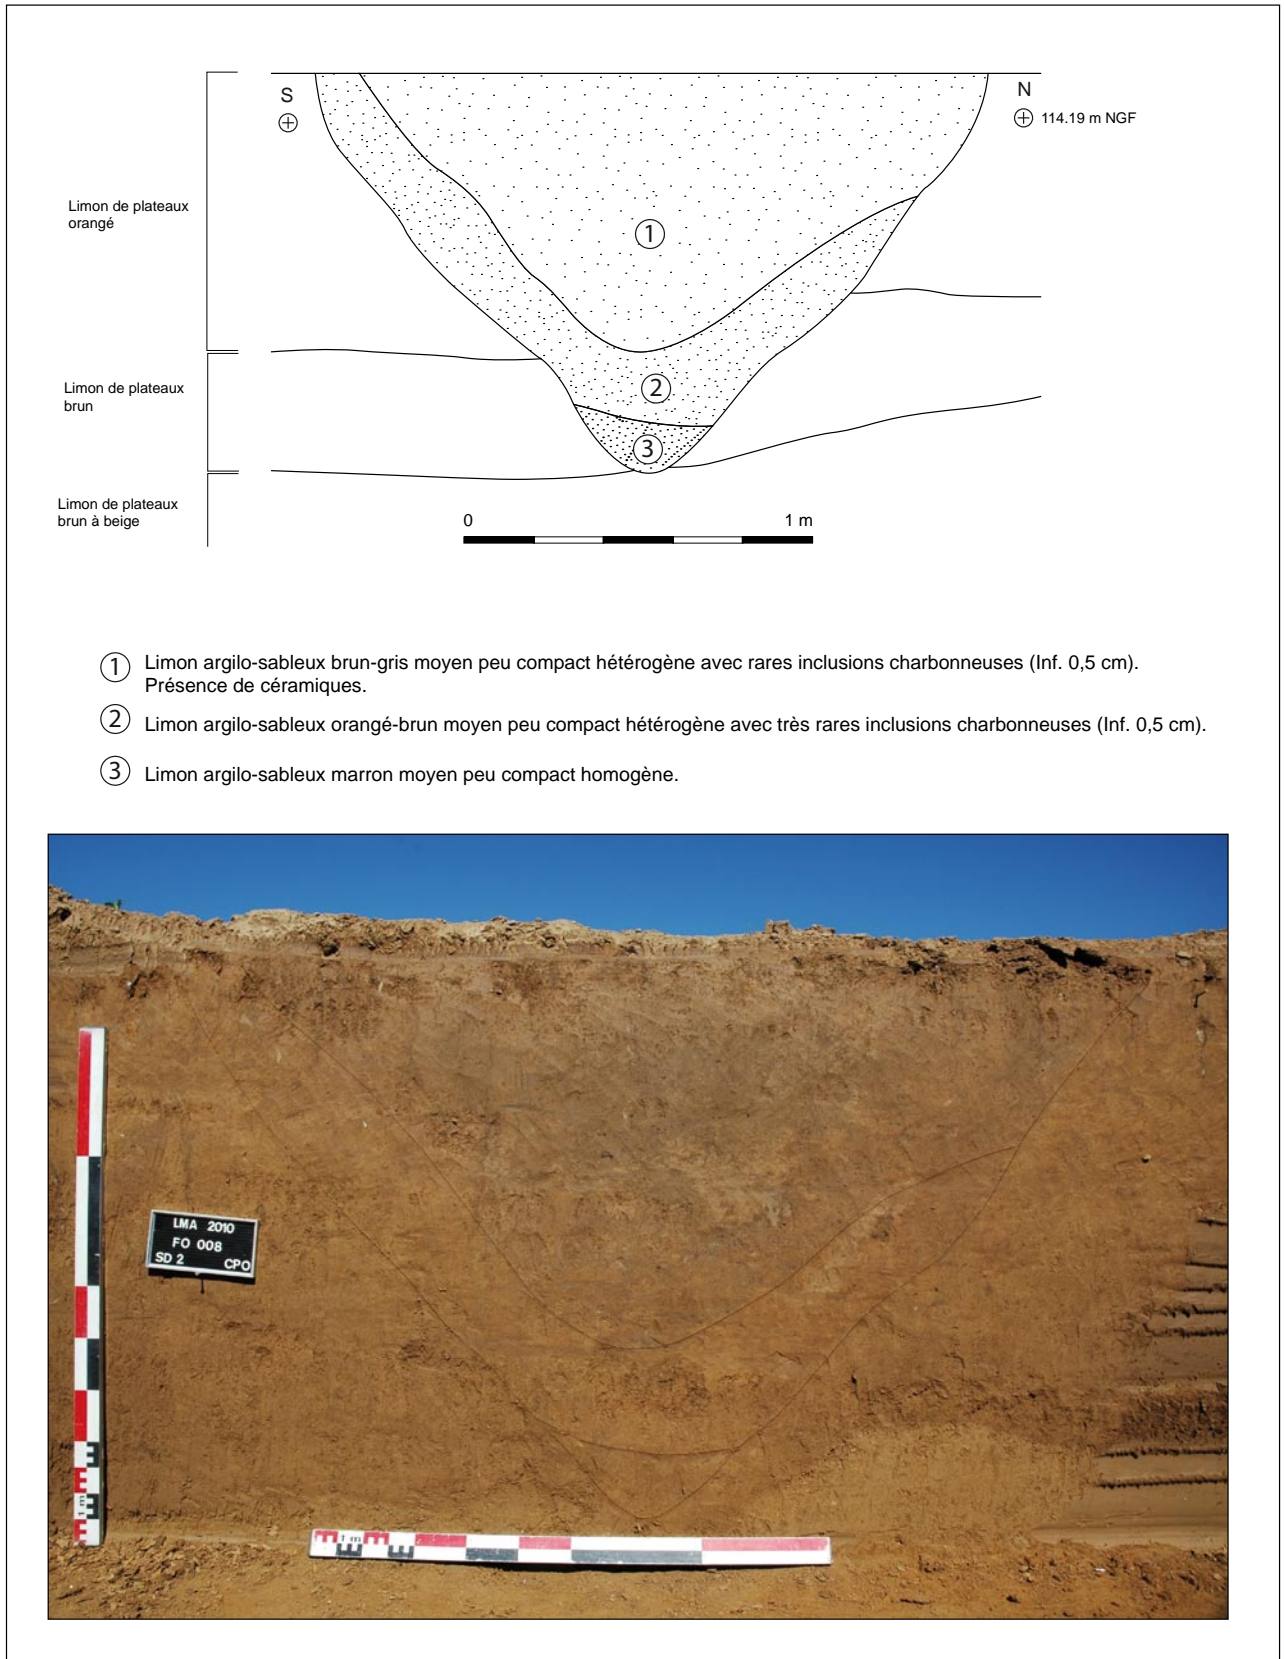 S
N
114.19 m NGF
Limon de plateaux
orangé
1
Limon de plateaux
brun
2
3
Limon de plateaux
brun à beige
0 1 m
1 Limon argilo-sableux brun-gris moyen peu compact hétérogène avec rares inclusions charbonneuses (Inf. 0,5 cm).
Présence de céramiques.
2 Limon argilo-sableux orangé-brun moyen peu compact hétérogène avec très rares inclusions charbonneuses (Inf. 0,5 cm).
3 Limon argilo-sableux marron moyen peu compact homogène.
LMA 2010
FO 008
SD 2 CPO
1 m
1 m